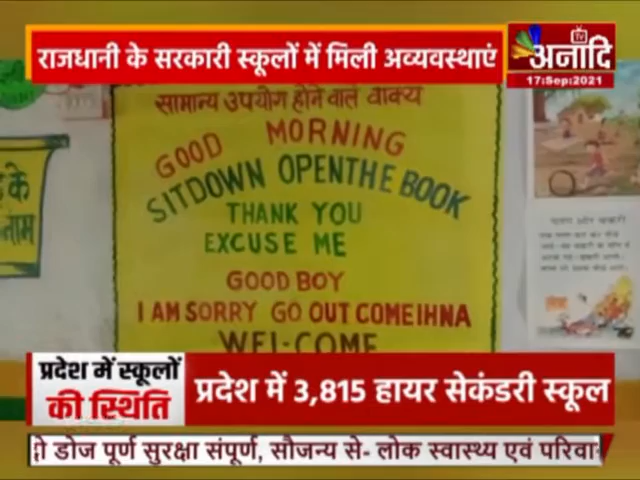 राजधानी के सरकारी स्कूलों में मिली अव्यवस्थाएं
अनादि
TV
17:Sep:2021
सामान्य उपयोग होने वाले वाक्य
GOOD MORNING
SITDOWN OPENTHE BOOK
THANK YOU
EXCUSE ME
GOOD BOY
I AM SORRY GO OUT COMEIHNA
WEL-COME
के
नाम
प्रदेश में स्कूलों
की स्थिति
प्रदेश में 3,815 हायर सेकंडरी स्कूल
डोज पूर्ण सुरक्षा संपूर्ण, सौजन्य से- लोक स्वास्थ्य एवं परिवा